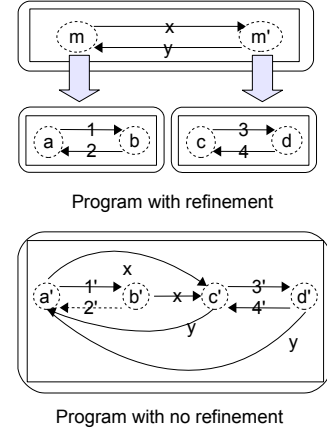 x
m m'
y
1 3
a b c d
2 4
Program with refinement
x
1' 3'
a' b' x c' d'
2' 4'
y
y
Program with no refinement